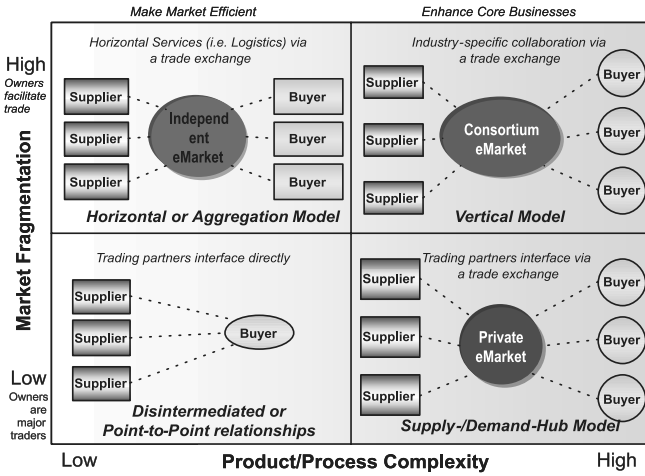 Make Market Efficient
Enhance Core Businesses
High
Owners
facilitate
trade
Market Fragmentation
Low
Owners
are
major
traders
Horizontal Services (i.e. Logistics) via
a trade exchange
Supplier
Supplier
Supplier
Independ
ent
eMarket
Buyer
Buyer
Buyer
Horizontal or Aggregation Model
Industry-specific collaboration via
a trade exchange
Supplier
Supplier
Supplier
Consortium
eMarket
Buyer
Buyer
Buyer
Vertical Model
Trading partners interface directly
Supplier
Supplier
Supplier
Buyer
Disintermediated or
Point-to-Point relationships
Trading partners interface via
a trade exchange
Supplier
Supplier
Supplier
Private
eMarket
Buyer
Buyer
Buyer
Supply-/Demand-Hub Model
Low
Product/Process Complexity
High